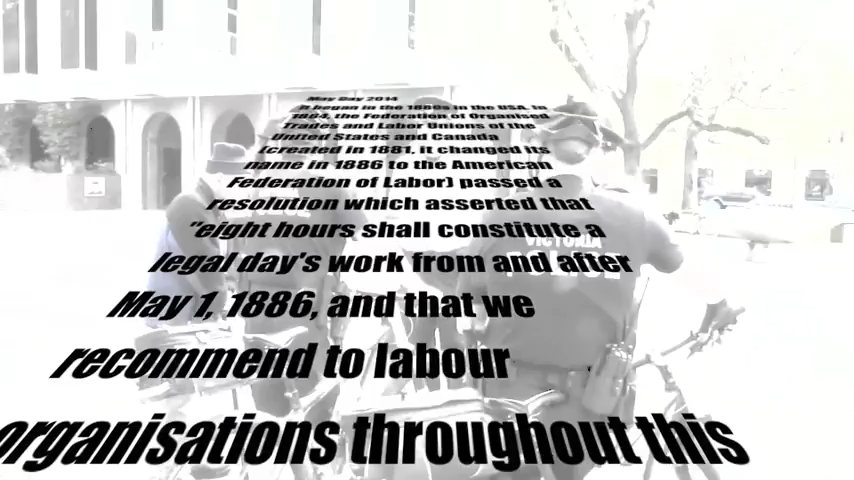 May Day 2014
It began in the 1880s in the USA. In
1884, the Federation of Organised
Trades and Labor Unions of the
United States and Canada
(created in 1881, it changed its
name in 1886 to the American
Federation of Labor) passed a
resolution which asserted that
"eight hours shall constitute a
legal day's work from and after
May 1, 1886, and that we
recommend to labour
organisations throughout this
VICTORIA